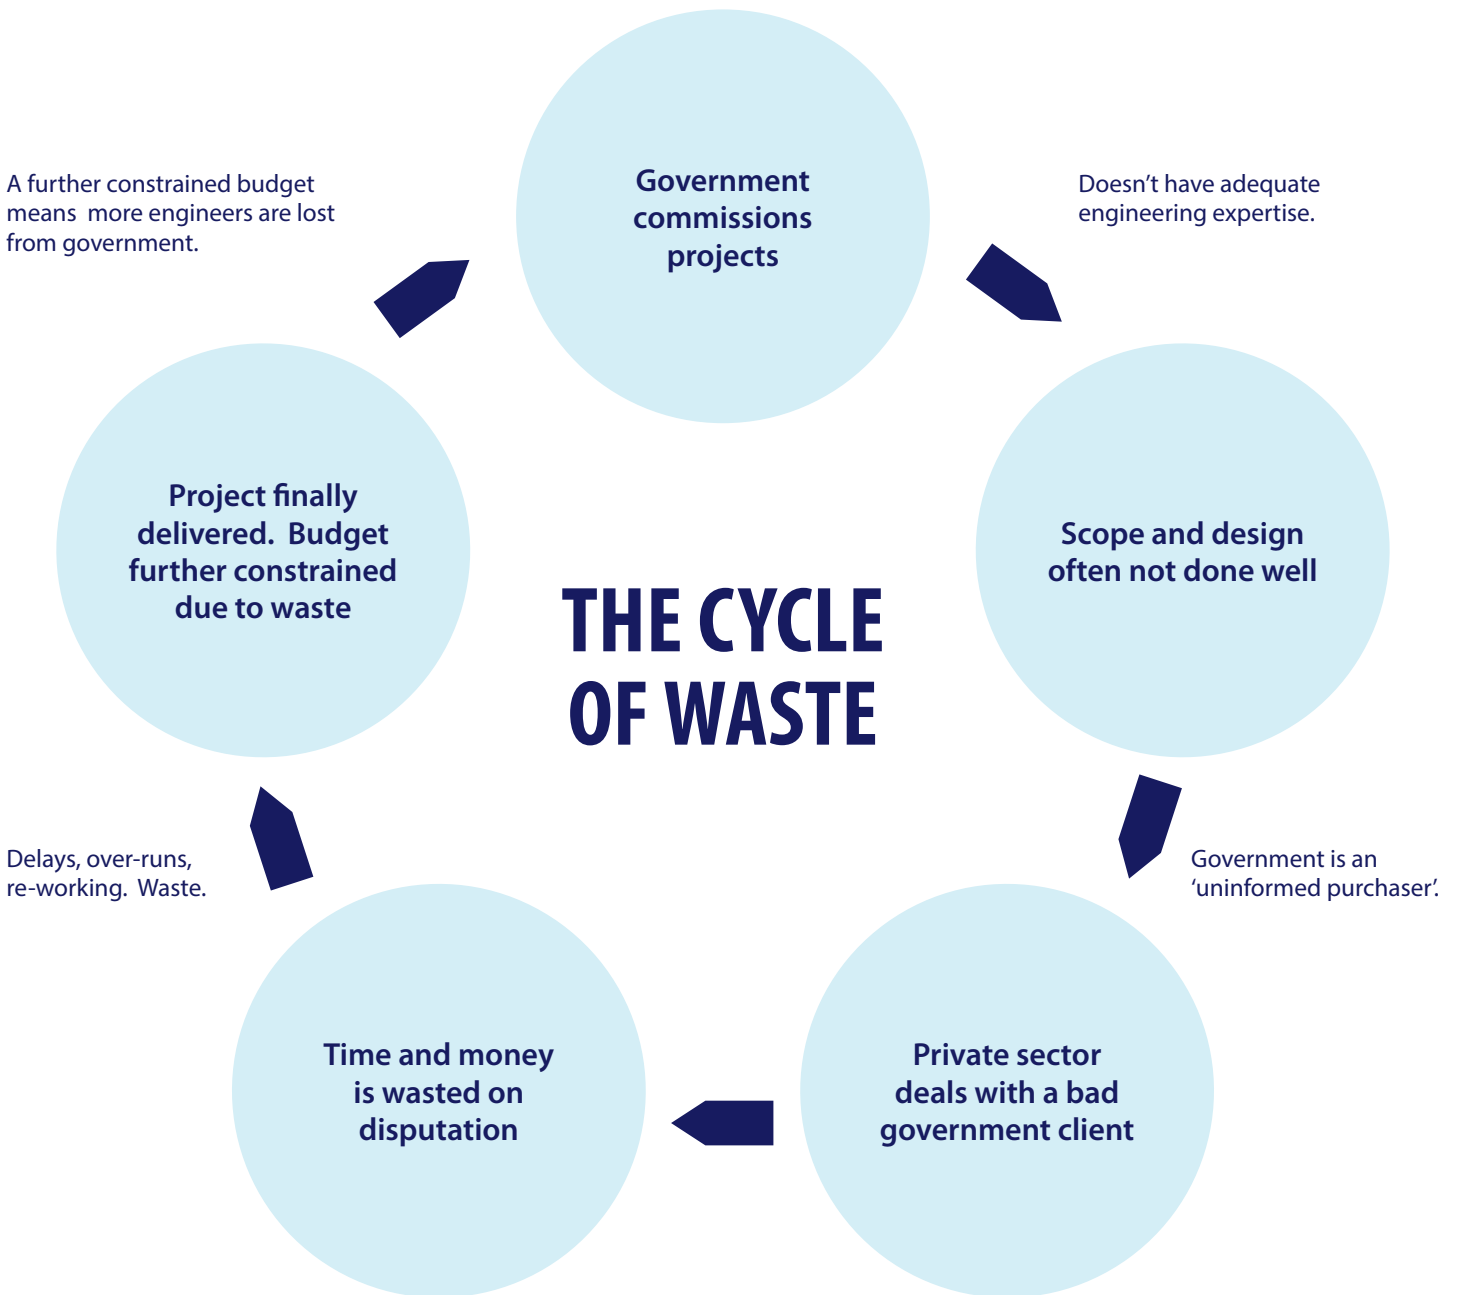 Government
commissions
projects
Doesn’t have adequate
engineering expertise.
Scope and design
often not done well
Government is an
‘uninformed purchaser’.
Private sector
deals with a bad
government client
Time and money
is wasted on
disputation
Delays, over-runs,
re-working.  Waste.
Project finally
delivered.  Budget
further constrained
due to waste
A further constrained budget
means  more engineers are lost
from government.
THE CYCLE
OF WASTE